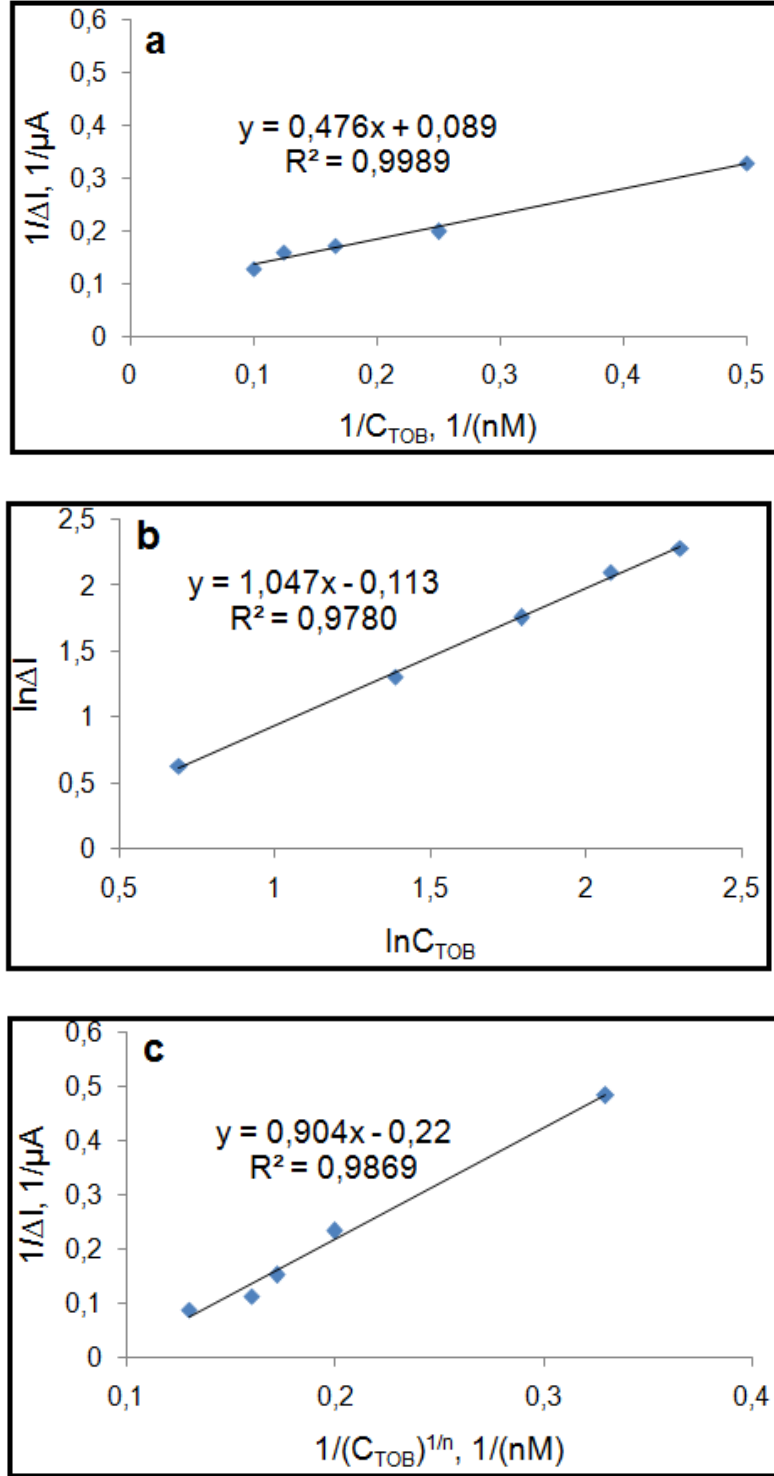 a
0,6
0,5
0,4
0,3
0,2
0,1
0
1/ΔI, 1/µA
y = 0,476x + 0,089
R² = 0,9989
0 0,1 0,2 0,3 0,4 0,5
1/C_TOB, 1/(nM)
b
2,5
2
1,5
1
0,5
0
lnΔI
y = 1,047x - 0,113
R² = 0,9780
0,5 1 1,5 2 2,5
lnC_TOB
c
0,6
0,5
0,4
0,3
0,2
0,1
0
1/ΔI, 1/µA
y = 0,904x - 0,22
R² = 0,9869
0,1 0,2 0,3 0,4
1/(C_TOB)^1/n, 1/(nM)